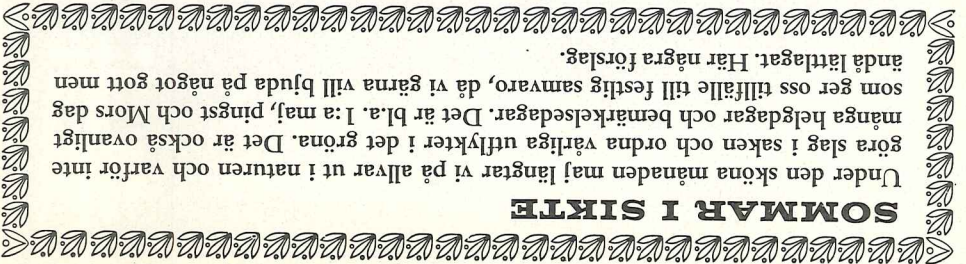 SOMMAR I SIKTE
Under den sköna månaden maj längtar vi på allvar ut i naturen och varför inte
göra slag i saken och ordna vårliga utflykter i det gröna. Det är också ovanligt
många helgdagar och bemärkelsedagar. Det är bl.a. 1:a maj, pingst och Mors dag
som ger oss tillfälle till festlig samvaro, då vi gärna vill bjuda på något gott men
ändå lättlagat. Här några förslag.